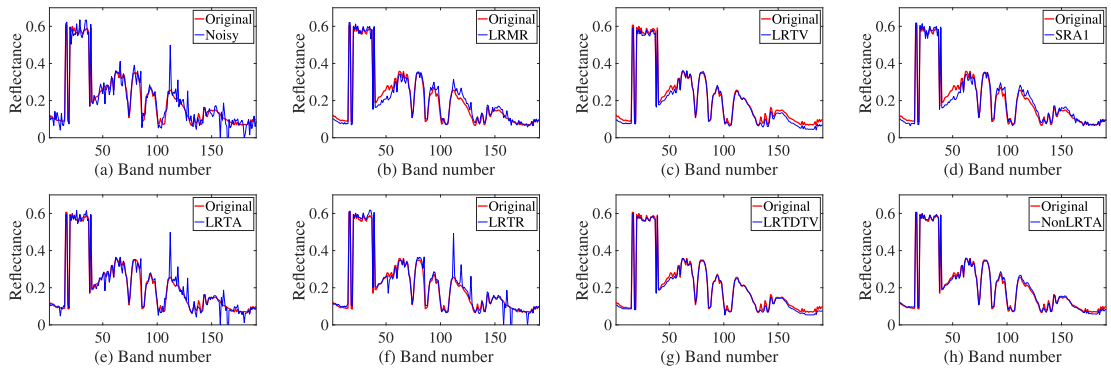 Reflectance
0.6
0.4
0.2
0
Original
Noisy
50 100 150
(a) Band number
Reflectance
0.6
0.4
0.2
0
Original
LRMR
50 100 150
(b) Band number
Reflectance
0.6
0.4
0.2
0
Original
LRTV
50 100 150
(c) Band number
Reflectance
0.6
0.4
0.2
0
Original
SRA1
50 100 150
(d) Band number
Reflectance
0.6
0.4
0.2
0
Original
LRTA
50 100 150
(e) Band number
Reflectance
0.6
0.4
0.2
0
Original
LRTR
50 100 150
(f) Band number
Reflectance
0.6
0.4
0.2
0
Original
LRTDTV
50 100 150
(g) Band number
Reflectance
0.6
0.4
0.2
0
Original
NonLRTA
50 100 150
(h) Band number